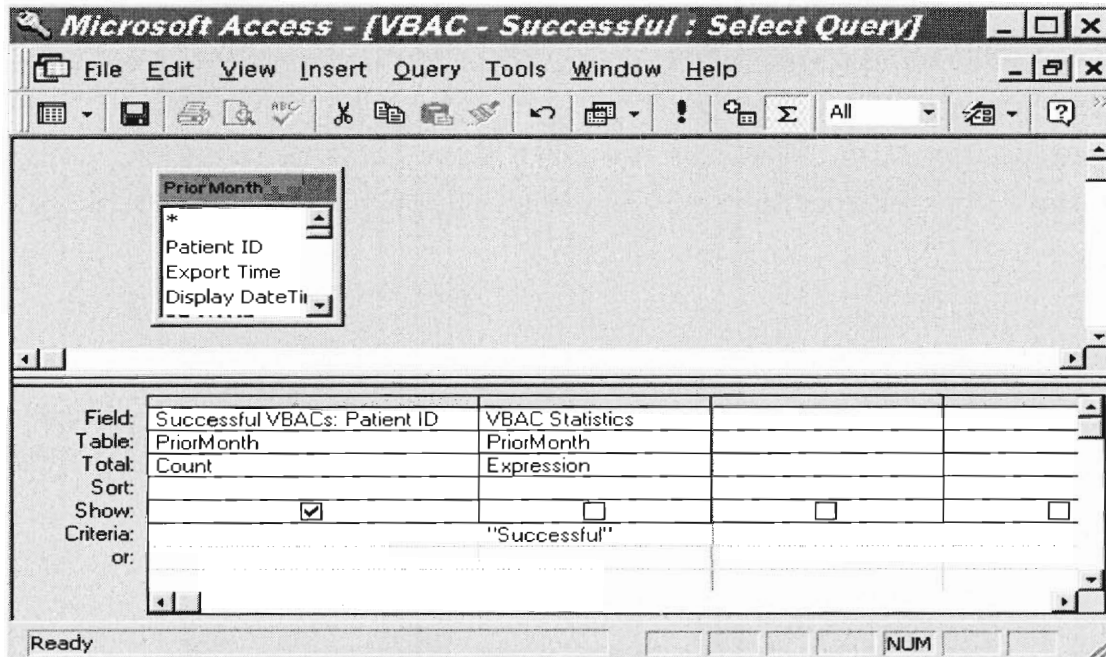 Microsoft Access - [VBAC - Successful : Select Query]
File Edit View Insert Query Tools Window Help
ABC Σ All
PriorMonth
*
Patient ID
Export Time
Display DateTi
Field: Successful VBACs: Patient ID VBAC Statistics
Table: PriorMonth PriorMonth
Total: Count Expression
Sort:
Show:
Criteria: "Successful"
or:
Ready NUM